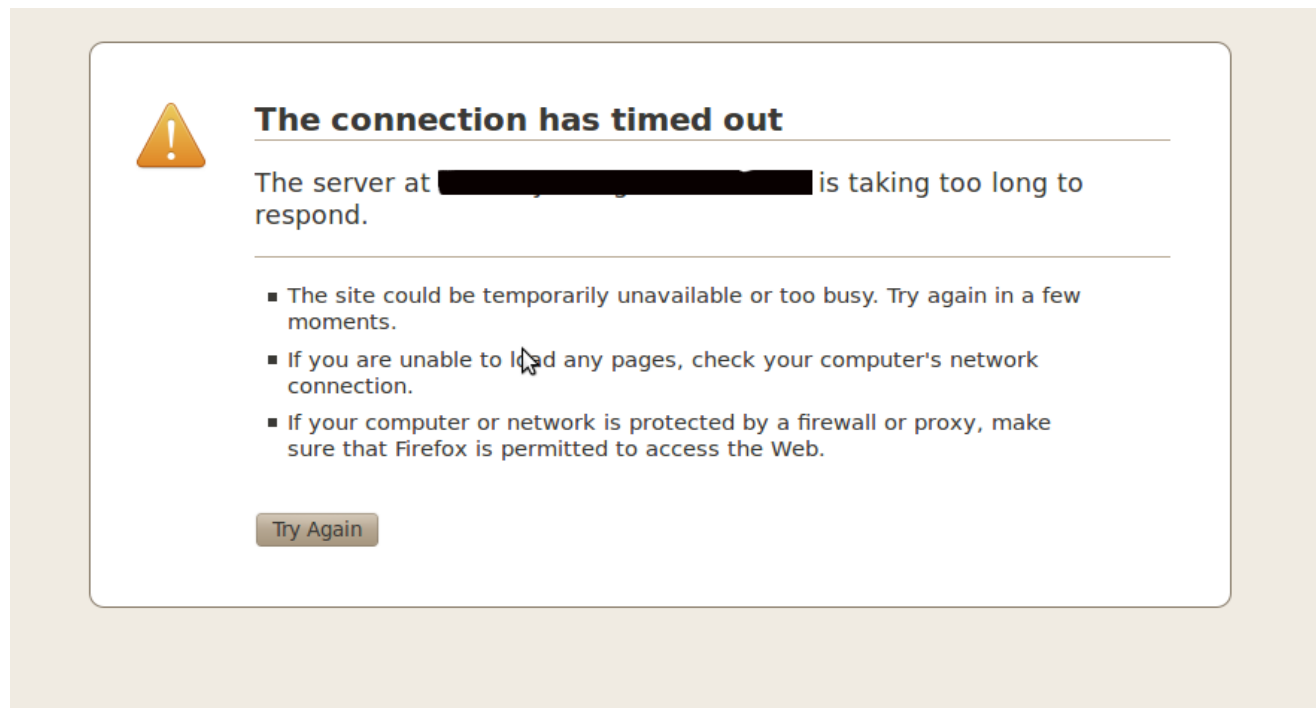 The connection has timed out
The server at is taking too long to
respond.
The site could be temporarily unavailable or too busy. Try again in a few
moments.
If you are unable to load any pages, check your computer's network
connection.
If your computer or network is protected by a firewall or proxy, make
sure that Firefox is permitted to access the Web.
Try Again